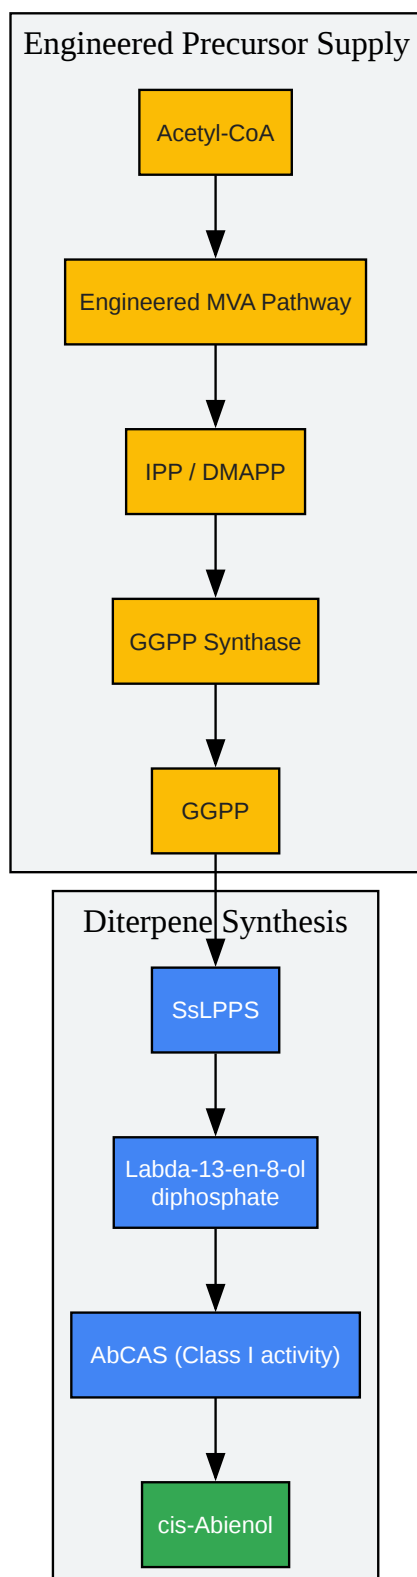 Engineered Precursor Supply
Acetyl-CoA
Engineered MVA Pathway
IPP / DMAPP
GGPP Synthase
GGPP
Diterpene Synthesis
SsLPPS
Labda-13-en-8-ol
diphosphate
AbCAS (Class I activity)
cis-Abienol